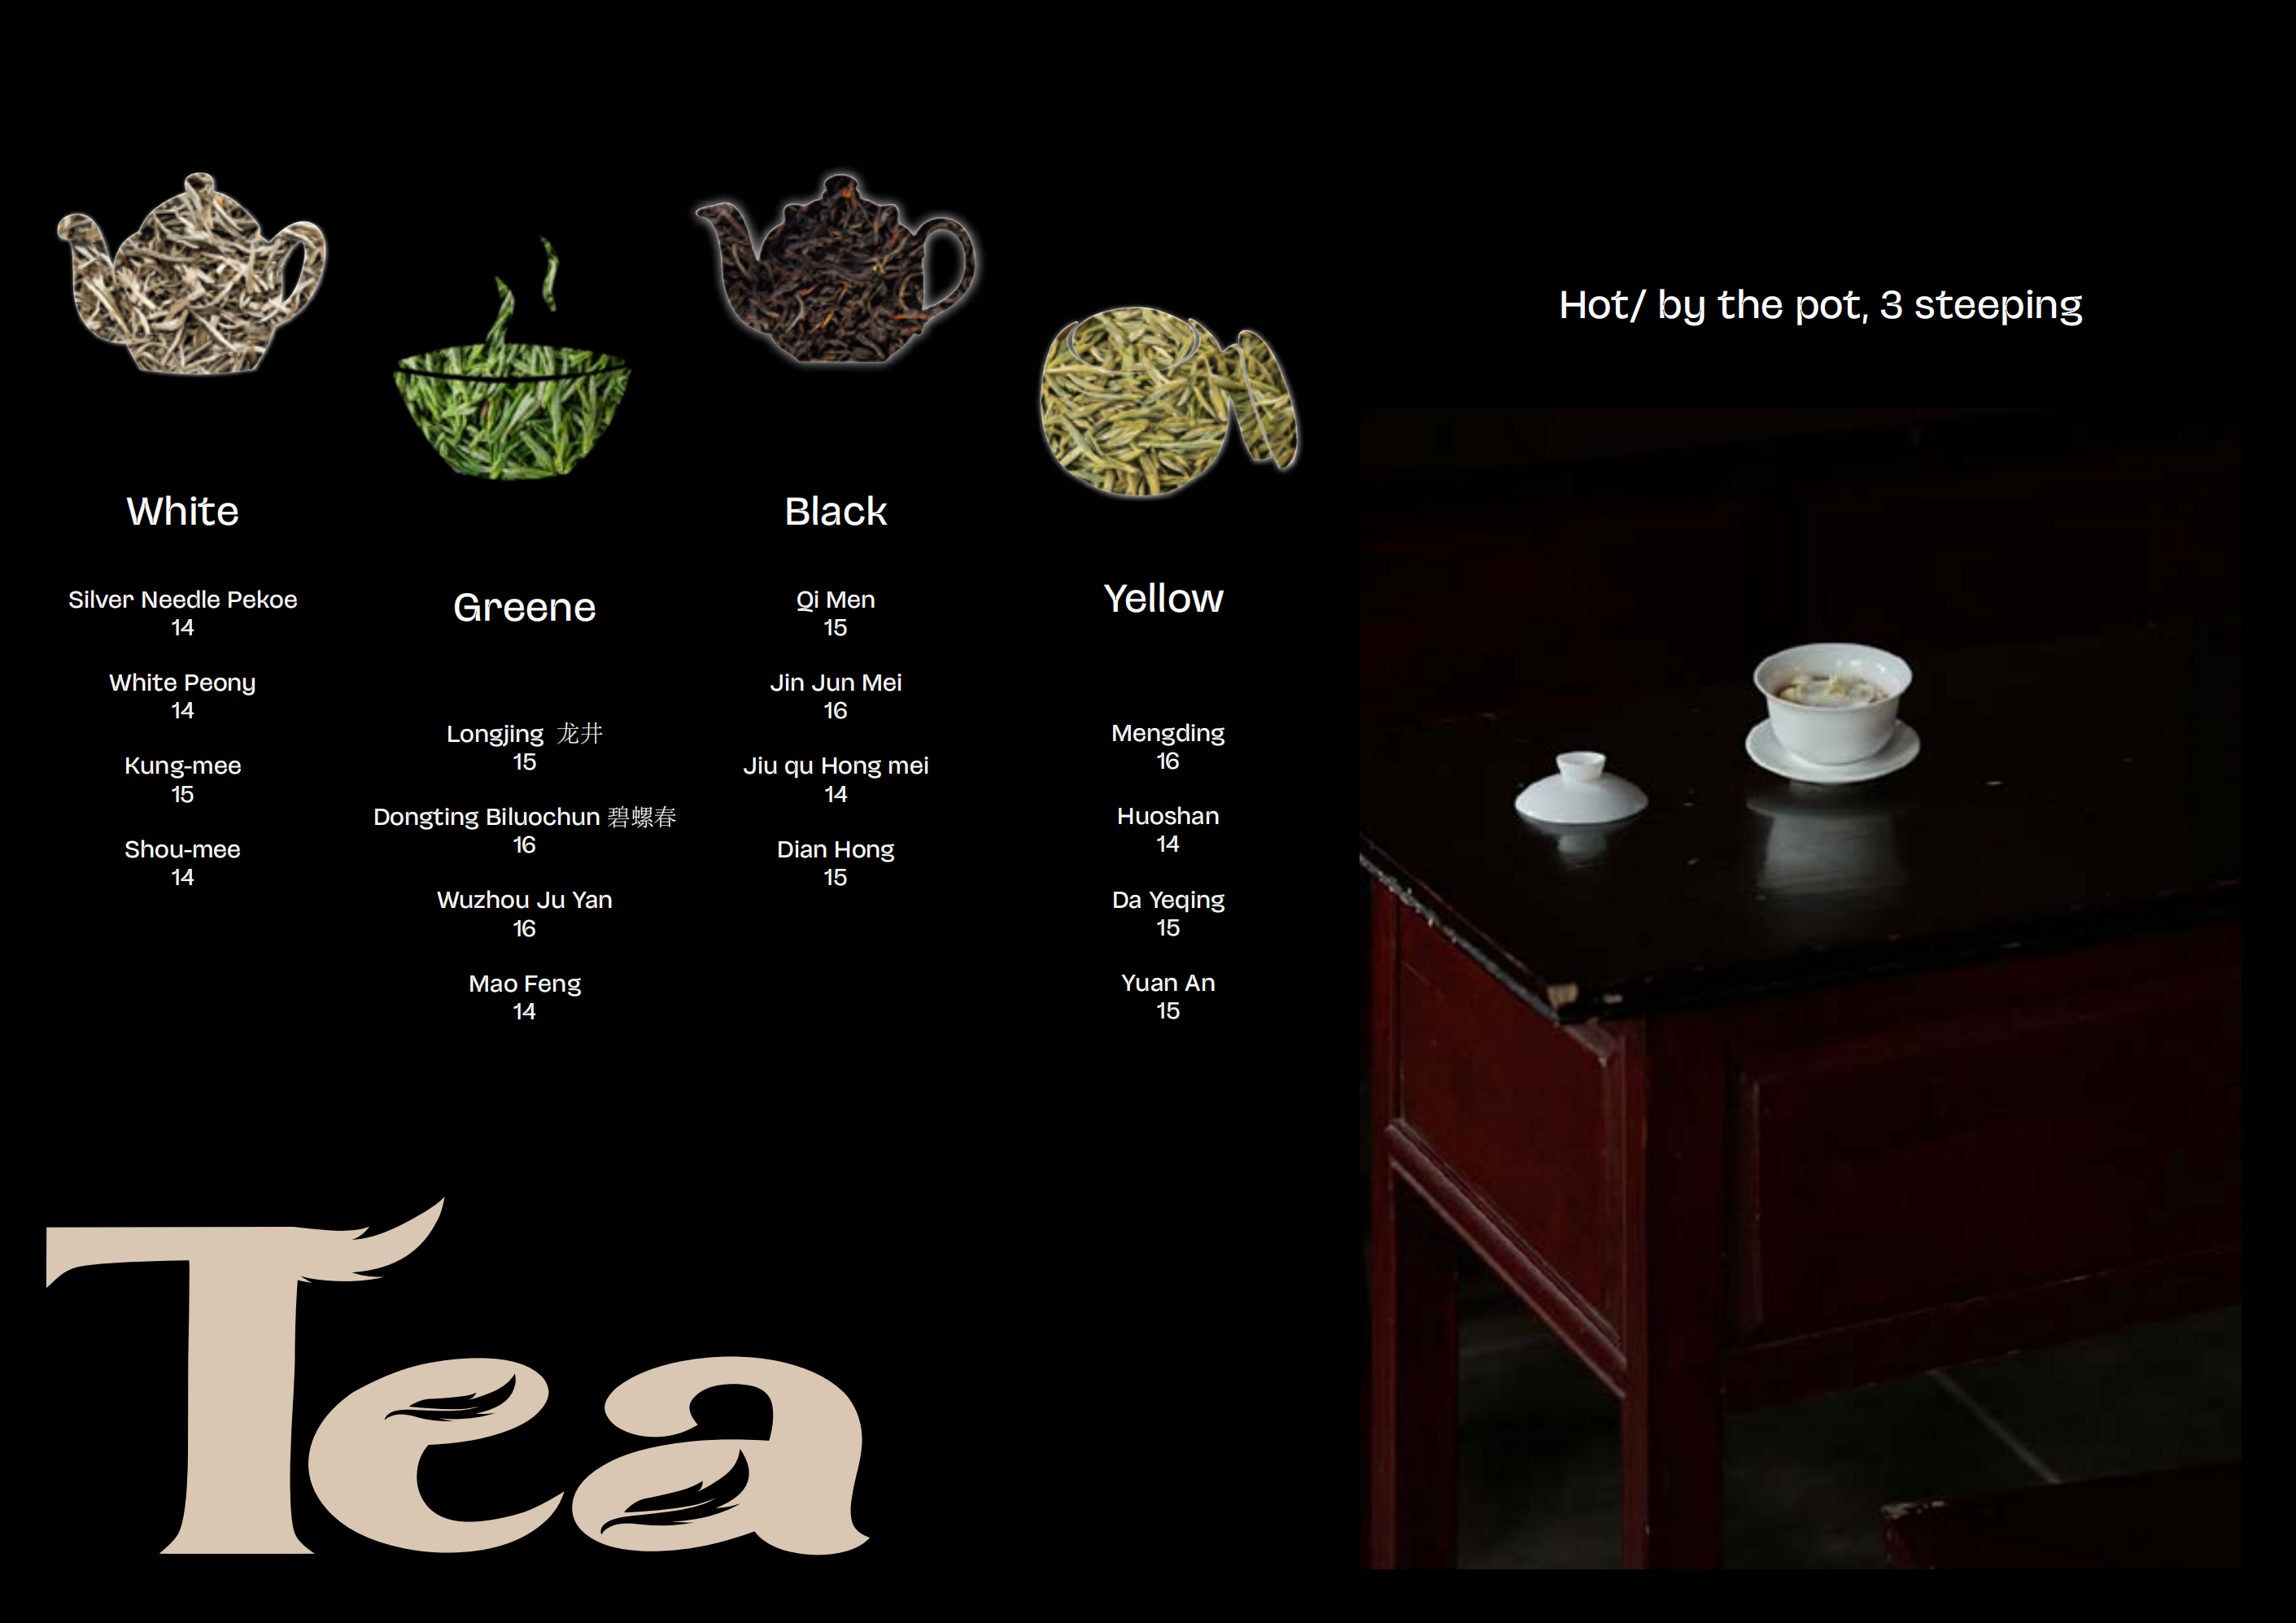 Hot/ by the pot, 3 steeping
White
Silver Needle Pekoe
14
White Peony
14
Kung-mee
15
Shou-mee
14
Greene
Longjing 龙井
15
Dongting Biluochun 碧螺春
16
Wuzhou Ju Yan
16
Mao Feng
14
Black
Qi Men
15
Jin Jun Mei
16
Jiu qu Hong mei
14
Dian Hong
15
Yellow
Mengding
16
Huoshan
14
Da Yeqing
15
Yuan An
15
Tea